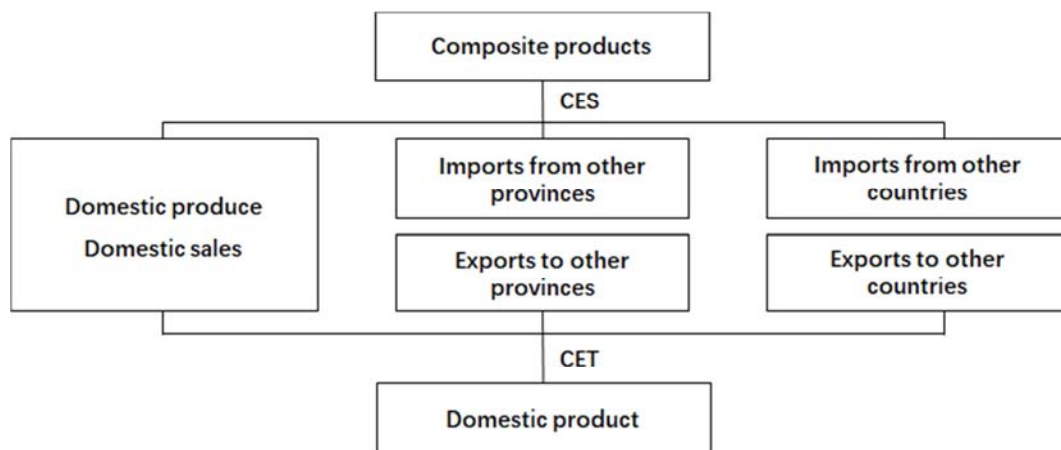 Composite products
CES
Domestic produce
Domestic sales
Imports from other
provinces
Imports from other
countries
Exports to other
provinces
Exports to other
countries
CET
Domestic product